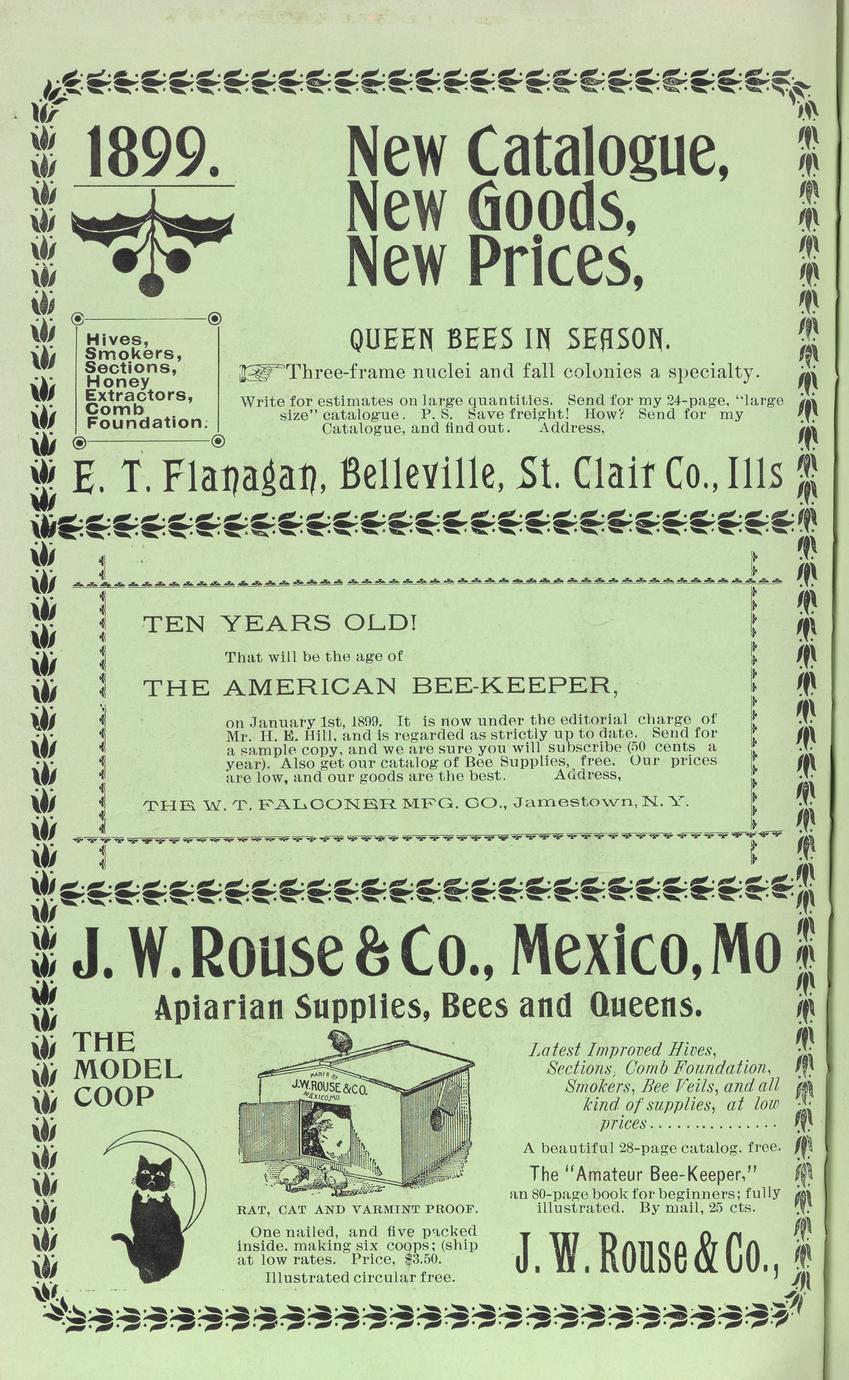 1899.
New Catalogue,
New Goods,
New Prices,
Hives,
Smokers,
Sections,
Honey
Extractors,
Comb
Foundation.
QUEEN BEES IN SEASON.
Three-frame nuclei and fall colonies a specialty.
Write for estimates on large quantities. Send for my 24-page, “large
size” catalogue. P. S. Save freight! How? Send for my
Catalogue, and find out. Address,
E. T. Flanagan, Belleville, St. Clair Co., Ills
TEN YEARS OLD!
That will be the age of
THE AMERICAN BEE-KEEPER,
on January 1st, 1899. It is now under the editorial charge of
Mr. H. E. Hill, and is regarded as strictly up to date. Send for
a sample copy, and we are sure you will subscribe (50 cents a
year). Also get our catalog of Bee Supplies, free. Our prices
are low, and our goods are the best. Address,
THE W. T. FALCONER MFG. CO., Jamestown, N. Y.
J. W. Rouse & Co., Mexico, Mo
Apiarian Supplies, Bees and Queens.
THE
MODEL
COOP
MANF'R BY
J.W. ROUSE & CO.
MEXICO, MO
RAT, CAT AND VARMINT PROOF.
One nailed, and five packed
inside. making six coops; (ship
at low rates. Price, $3.50.
Illustrated circular free.
Latest Improved Hives,
Sections, Comb Foundation,
Smokers, Bee Veils, and all
kind of supplies, at low
prices...............
A beautiful 28-page catalog. free.
The “Amateur Bee-Keeper,”
an 80-page book for beginners; fully
illustrated. By mail, 25 cts.
J. W. Rouse & Co.,